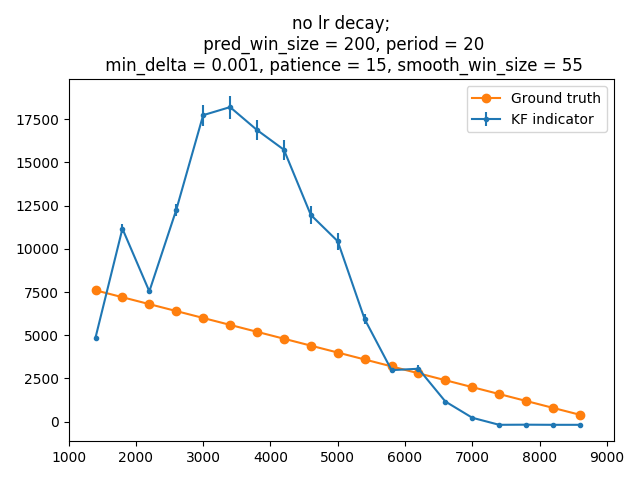 no lr decay;
pred_win_size = 200, period = 20
min_delta = 0.001, patience = 15, smooth_win_size = 55
Ground truth
KF indicator
17500
15000
12500
10000
7500
5000
2500
0
1000 2000 3000 4000 5000 6000 7000 8000 9000